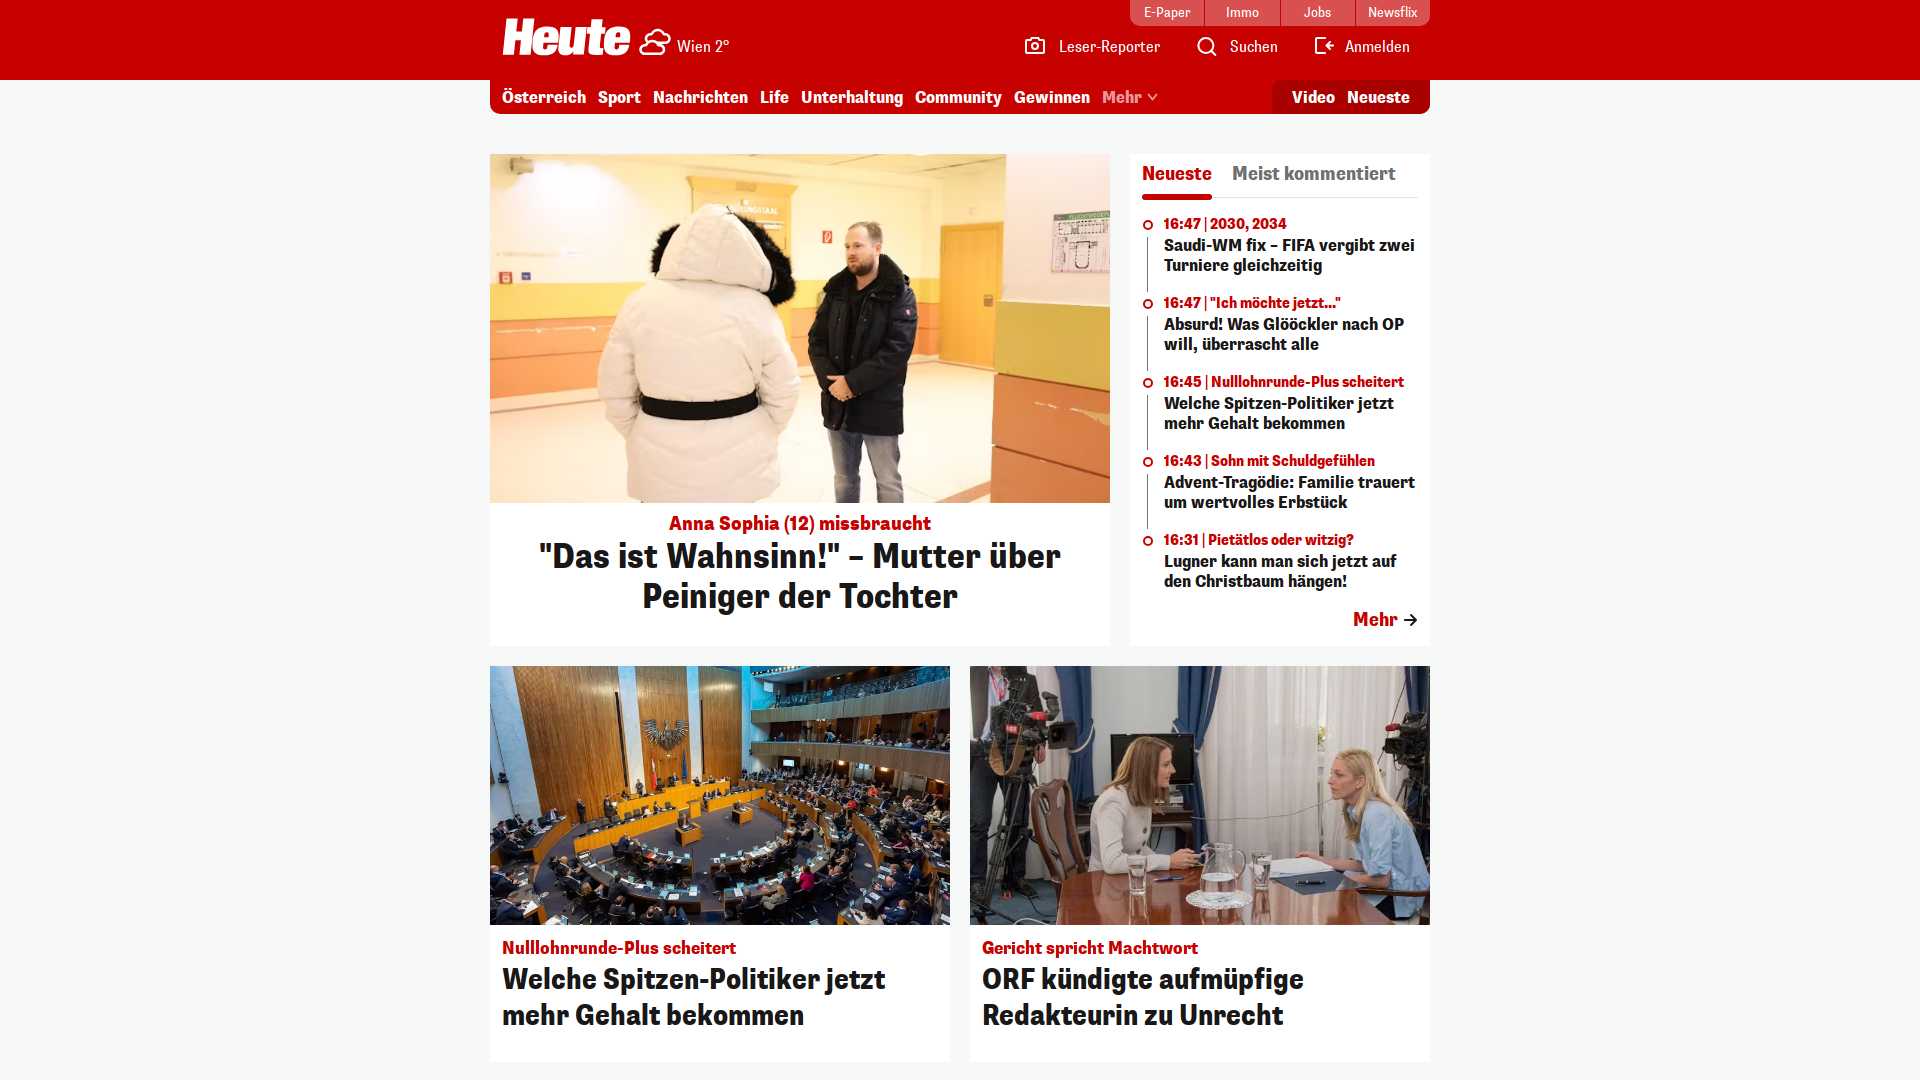 E-Paper
Immo
Jobs
Newsflix
Heute
Wien 2°
Leser-Reporter
Suchen
Anmelden
Österreich
Sport
Nachrichten
Life
Unterhaltung
Community
Gewinnen
Mehr
Video
Neueste
Anna Sophia (12) missbraucht
"Das ist Wahnsinn!" – Mutter über
Peiniger der Tochter
Neueste
Meist kommentiert
16:47 | 2030, 2034
Saudi-WM fix – FIFA vergibt zwei
Turniere gleichzeitig
16:47 | "Ich möchte jetzt..."
Absurd! Was Glööckler nach OP
will, überrascht alle
16:45 | Nulllohnrunde-Plus scheitert
Welche Spitzen-Politiker jetzt
mehr Gehalt bekommen
16:43 | Sohn mit Schuldgefühlen
Advent-Tragödie: Familie trauert
um wertvolles Erbstück
16:31 | Pietätlos oder witzig?
Lugner kann man sich jetzt auf
den Christbaum hängen!
Mehr
Nulllohnrunde-Plus scheitert
Welche Spitzen-Politiker jetzt
mehr Gehalt bekommen
Gericht spricht Machtwort
ORF kündigte aufmüpfige
Redakteurin zu Unrecht